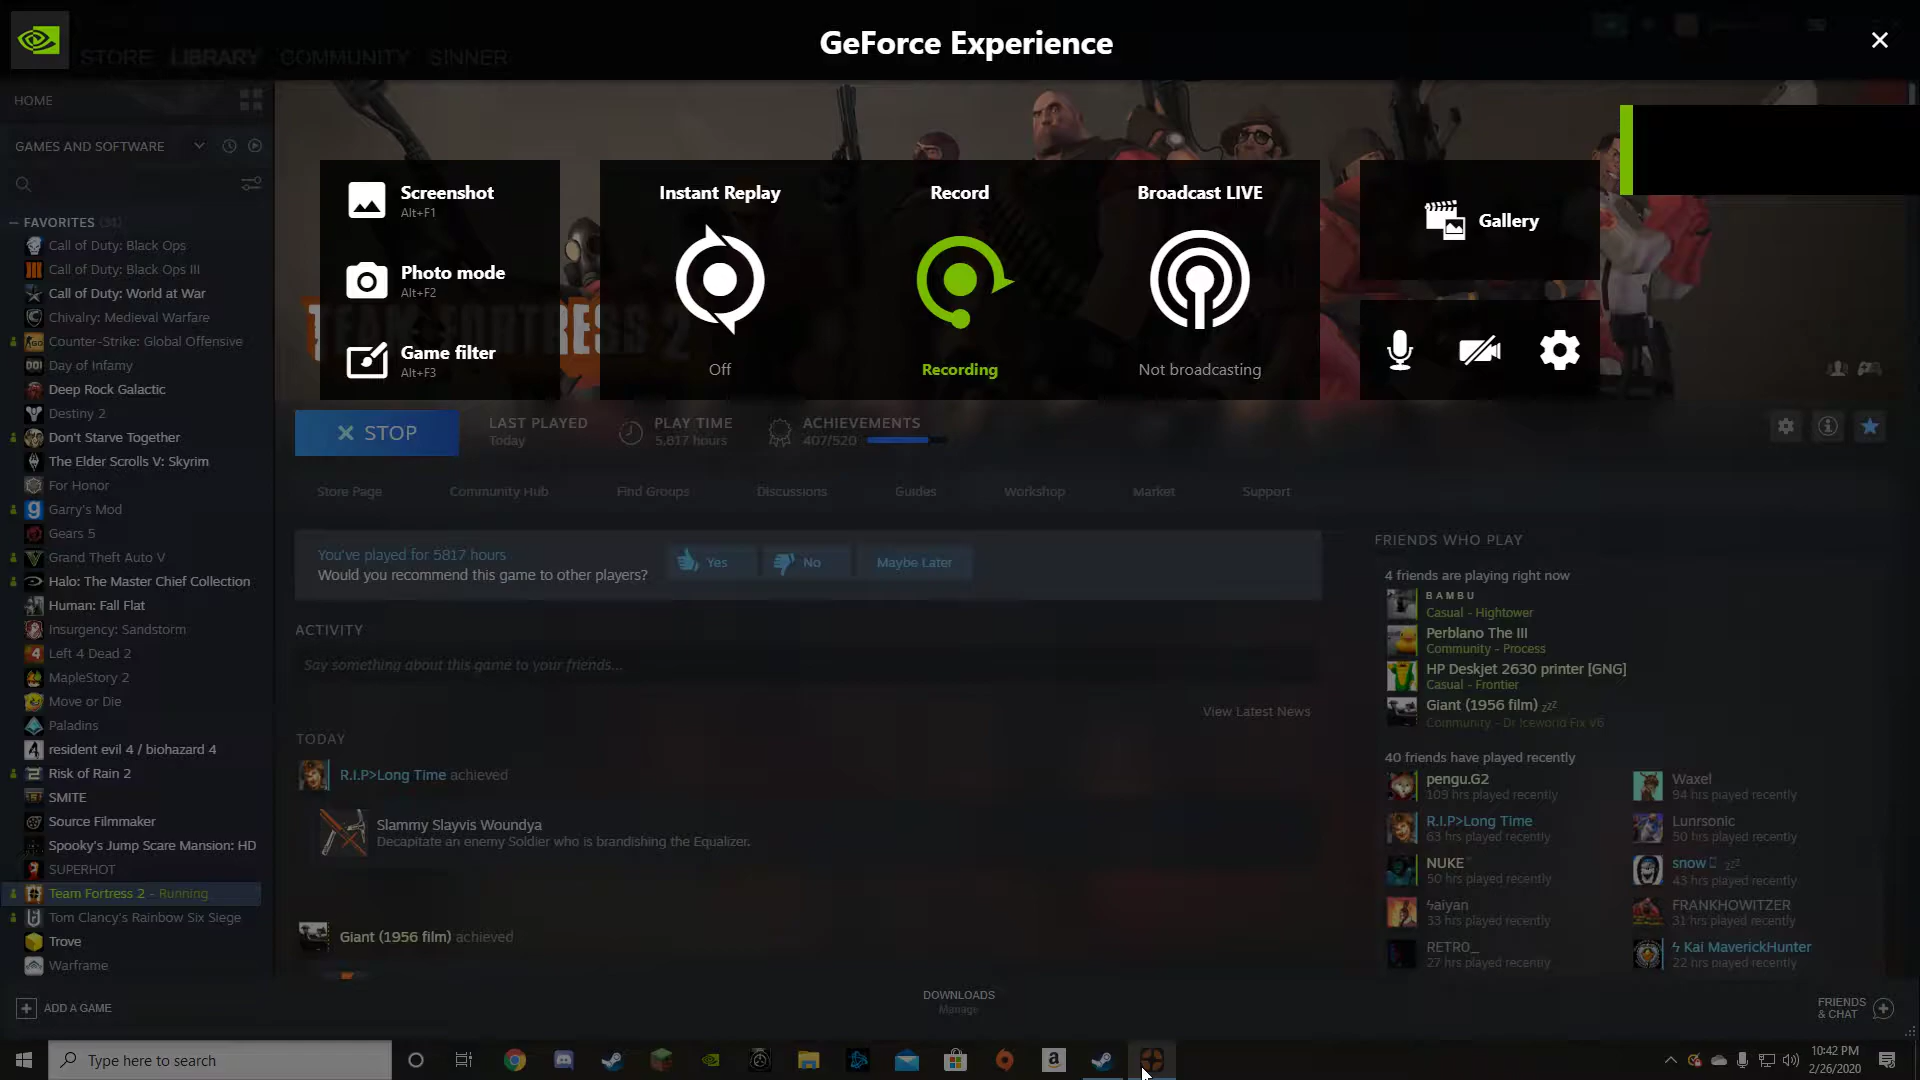 GeForce Experience
STORE LIBRARY COMMUNITY SINNER
HOME
GAMES AND SOFTWARE
FAVORITES
Call of Duty: Black Ops
Call of Duty: Black Ops III
Call of Duty: World at War
Chivalry: Medieval Warfare
Counter-Strike: Global Offensive
Day of Infamy
Deep Rock Galactic
Destiny 2
Don't Starve Together
The Elder Scrolls V: Skyrim
For Honor
Garry's Mod
Gears 5
Grand Theft Auto V
Halo: The Master Chief Collection
Human: Fall Flat
Insurgency: Sandstorm
Left 4 Dead 2
MapleStory 2
Move or Die
Paladins
resident evil 4 / biohazard 4
Risk of Rain 2
SMITE
Source Filmmaker
Spooky's Jump Scare Mansion: HD
SUPERHOT
Team Fortress 2 - Running
Tom Clancy's Rainbow Six Siege
Trove
Warframe
ADD A GAME
Screenshot
Alt+F1
Photo mode
Alt+F2
Game filter
Alt+F3
Instant Replay
Off
Record
Recording
Broadcast LIVE
Not broadcasting
Gallery
TEAM FORTRESS 2
STOP
LAST PLAYED
Today
PLAY TIME
5,817 hours
ACHIEVEMENTS
407/520
Store Page Community Hub Find Groups Discussions Guides Workshop Market Support
You've played for 5817 hours
Would you recommend this game to other players?
Yes No Maybe Later
ACTIVITY
Say something about this game to your friends...
View Latest News
TODAY
R.I.P>Long Time achieved
Slammy Slayvis Woundya
Decapitate an enemy Soldier who is brandishing the Equalizer.
Giant (1956 film) achieved
FRIENDS WHO PLAY
4 friends are playing right now
BAMBU
Casual - Hightower
Perblano The III
Community - Process
HP Deskjet 2630 printer [GNG]
Casual - Frontier
Giant (1956 film) zzz
Community - Dr Iceworld Fix V6
40 friends have played recently
pengu.G2
109 hrs played recently
Waxel
94 hrs played recently
R.I.P>Long Time
63 hrs played recently
Lunrsonic
50 hrs played recently
NUKE
50 hrs played recently
snow zzz
43 hrs played recently
ϟaiyan
33 hrs played recently
FRANKHOWITZER
31 hrs played recently
RETRO_
27 hrs played recently
ϟ Kai MaverickHunter
22 hrs played recently
DOWNLOADS
Manage
FRIENDS
& CHAT
Type here to search
10:42 PM
2/26/2020